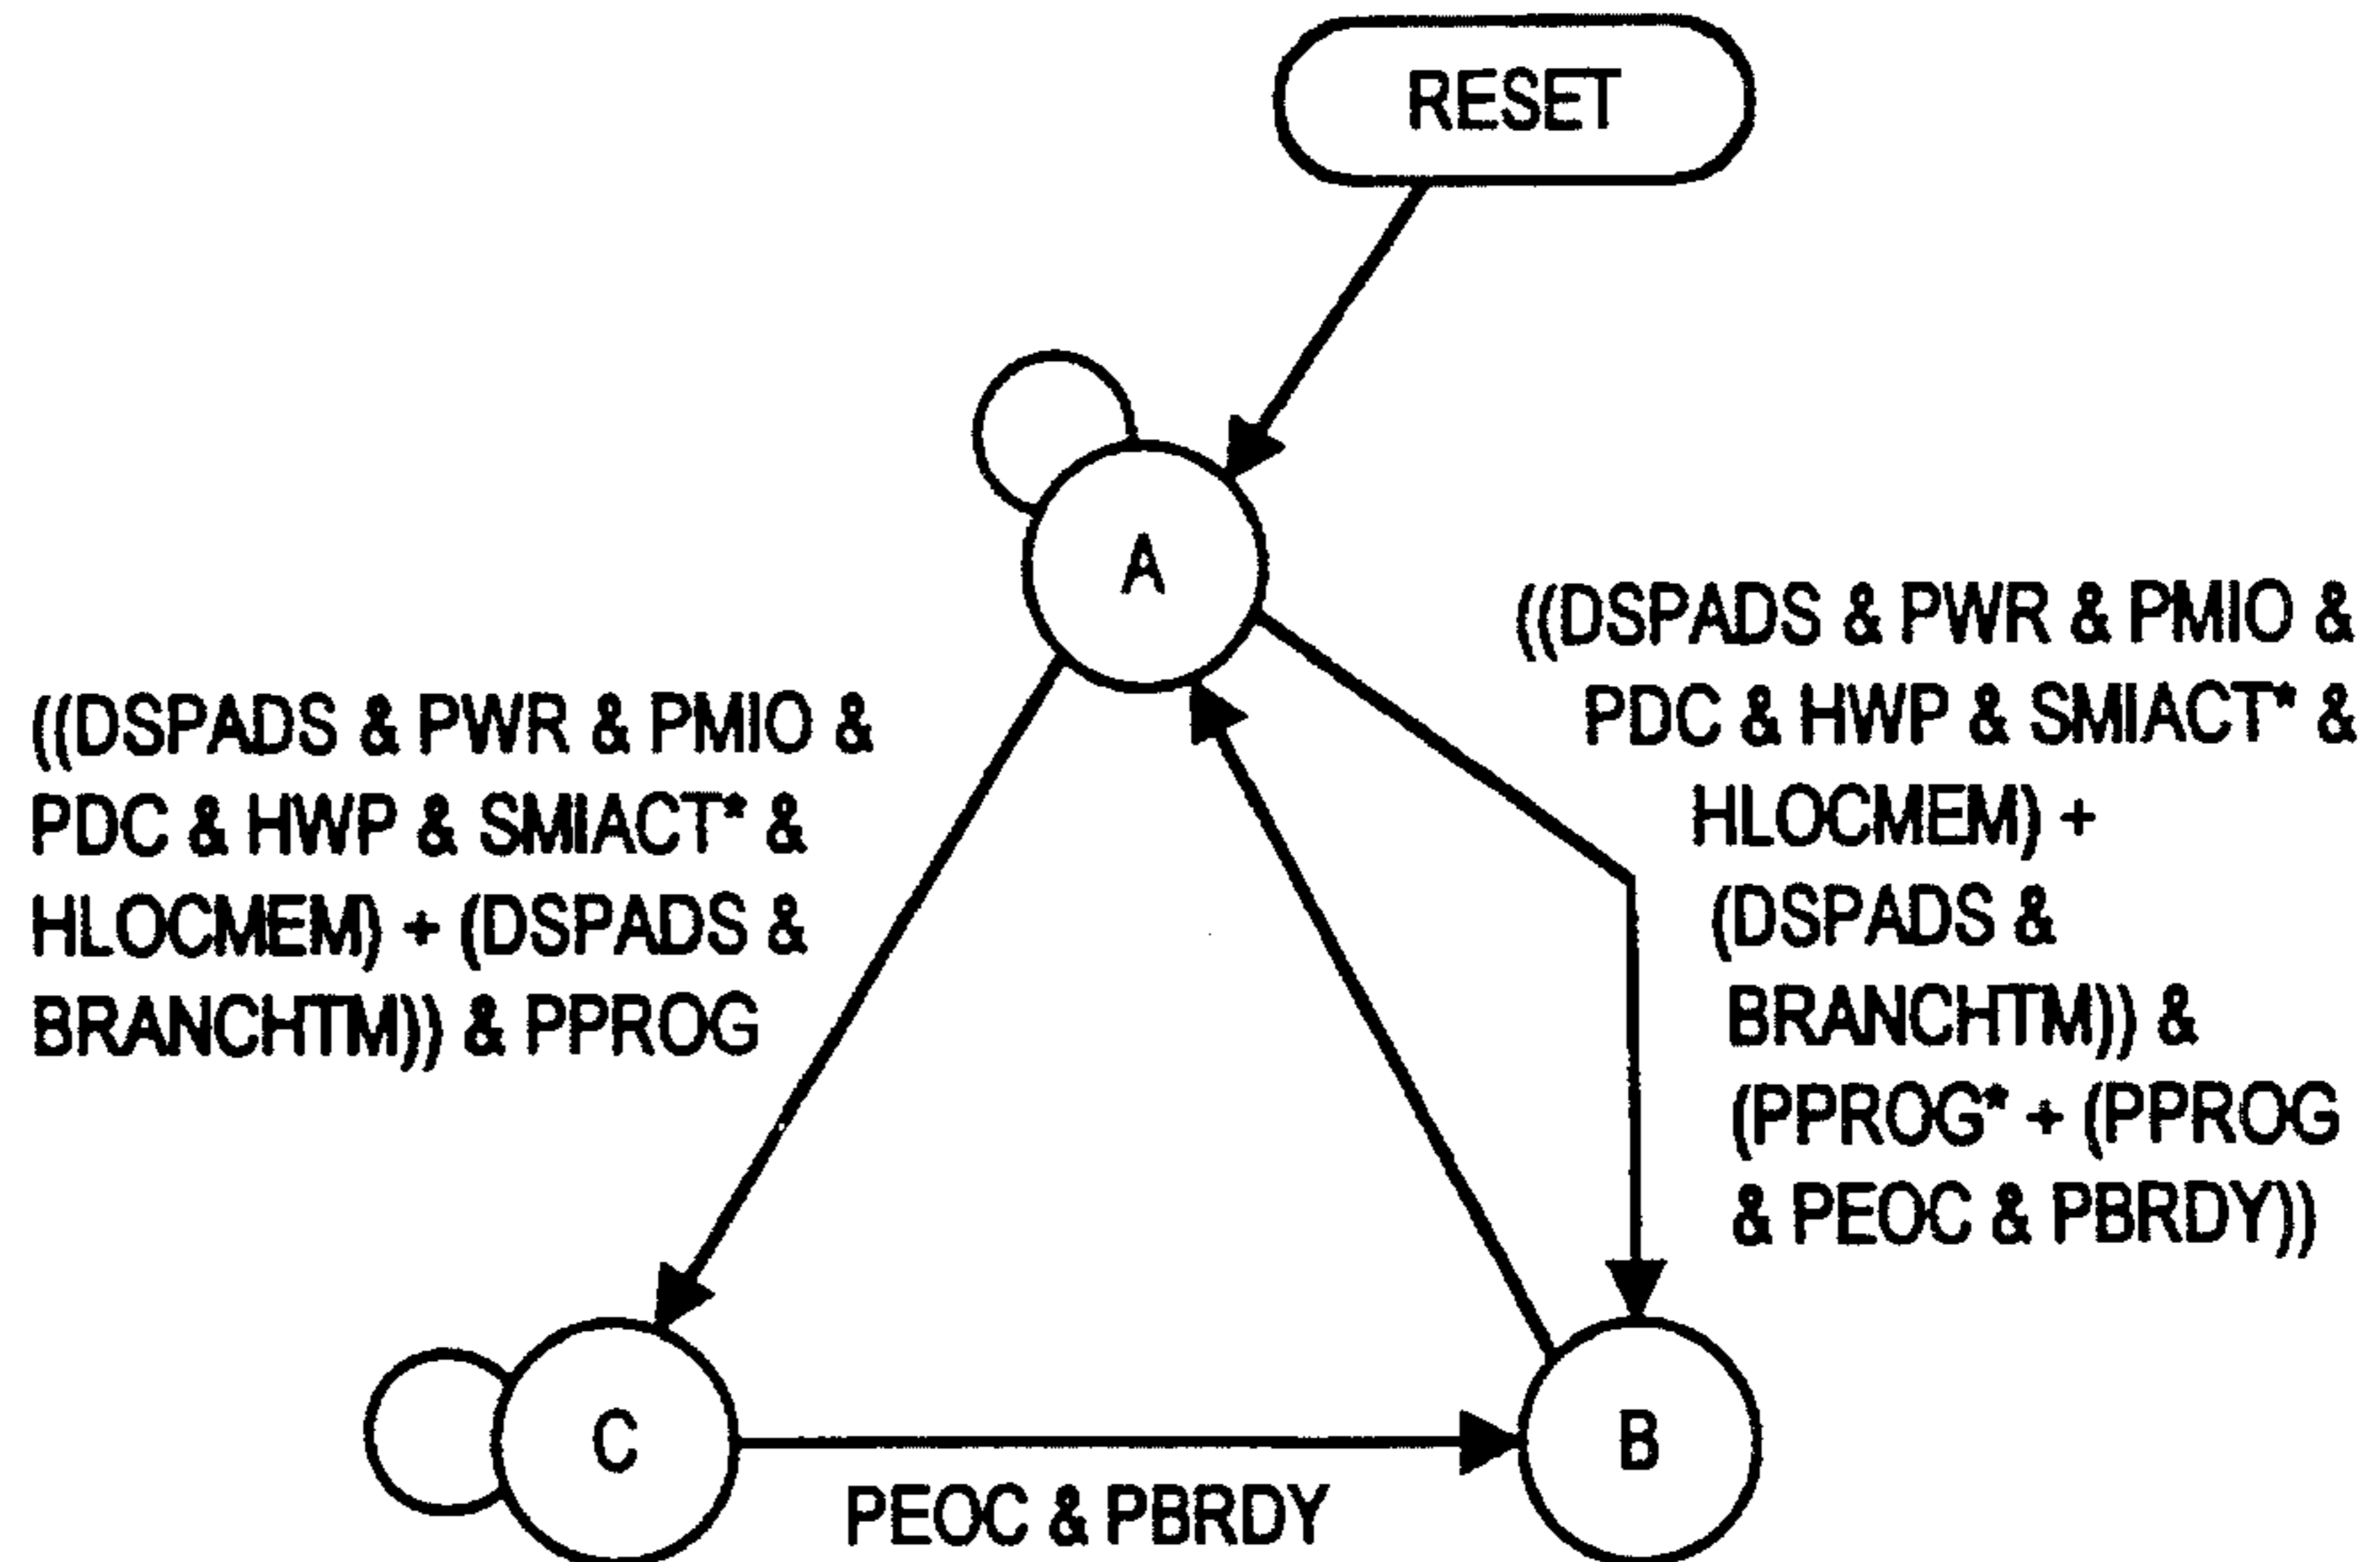 RESET
A
((DSPADS & PWR & PMIO &
PDC & HWP & SMIACT* &
HLOCMEM) +
(DSPADS &
BRANCHTM)) &
(PPROG* + (PPROG
& PEOC & PBRDY))
((DSPADS & PWR & PMIO &
PDC & HWP & SMIACT* &
HLOCMEM) + (DSPADS &
BRANCHTM)) & PPROG
C
B
PEOC & PBRDY